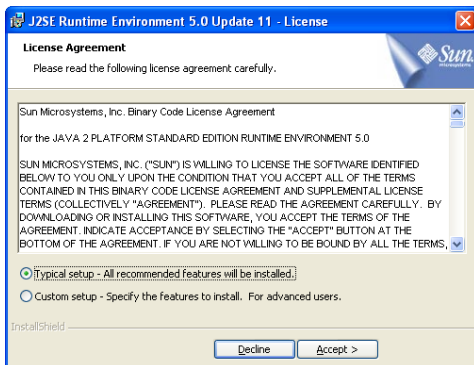 J2SE Runtime Environment 5.0 Update 11 - License
License Agreement
Please read the following license agreement carefully.
Sun
microsystems
Sun Microsystems, Inc. Binary Code License Agreement
for the JAVA 2 PLATFORM STANDARD EDITION RUNTIME ENVIRONMENT 5.0
SUN MICROSYSTEMS, INC. ("SUN") IS WILLING TO LICENSE THE SOFTWARE IDENTIFIED
BELOW TO YOU ONLY UPON THE CONDITION THAT YOU ACCEPT ALL OF THE TERMS
CONTAINED IN THIS BINARY CODE LICENSE AGREEMENT AND SUPPLEMENTAL LICENSE
TERMS (COLLECTIVELY "AGREEMENT"). PLEASE READ THE AGREEMENT CAREFULLY. BY
DOWNLOADING OR INSTALLING THIS SOFTWARE, YOU ACCEPT THE TERMS OF THE
AGREEMENT. INDICATE ACCEPTANCE BY SELECTING THE "ACCEPT" BUTTON AT THE
BOTTOM OF THE AGREEMENT. IF YOU ARE NOT WILLING TO BE BOUND BY ALL THE TERMS,
Typical setup - All recommended features will be installed.
Custom setup - Specify the features to install. For advanced users.
InstallShield
Decline
Accept >